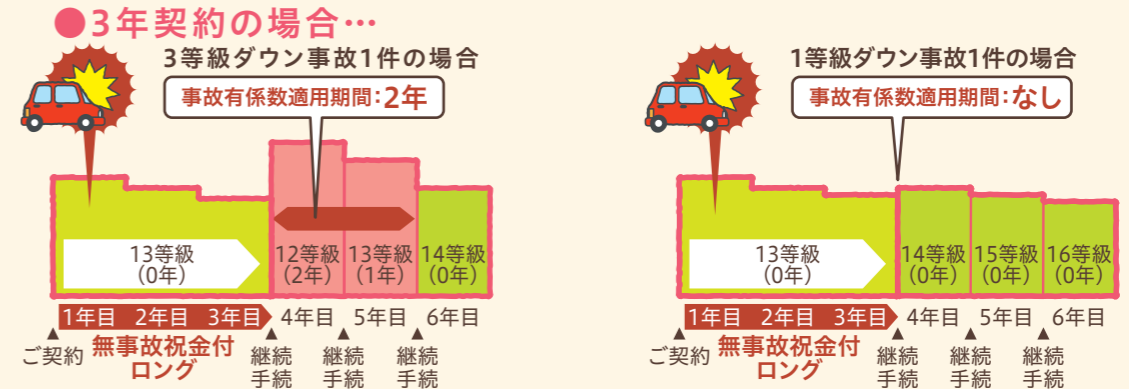 ●3年契約の場合…
3等級ダウン事故1件の場合
事故有係数適用期間:2年
13等級
(0年)
12等級
(2年)
13等級
(1年)
14等級
(0年)
1年目 2年目 3年目 4年目 5年目 6年目
▲ご契約
無事故祝金付
ロング
▲継続
手続
▲継続
手続
▲継続
手続
1等級ダウン事故1件の場合
事故有係数適用期間:なし
13等級
(0年)
14等級
(0年)
15等級
(0年)
16等級
(0年)
1年目 2年目 3年目 4年目 5年目 6年目
▲ご契約
無事故祝金付
ロング
▲継続
手続
▲継続
手続
▲継続
手続